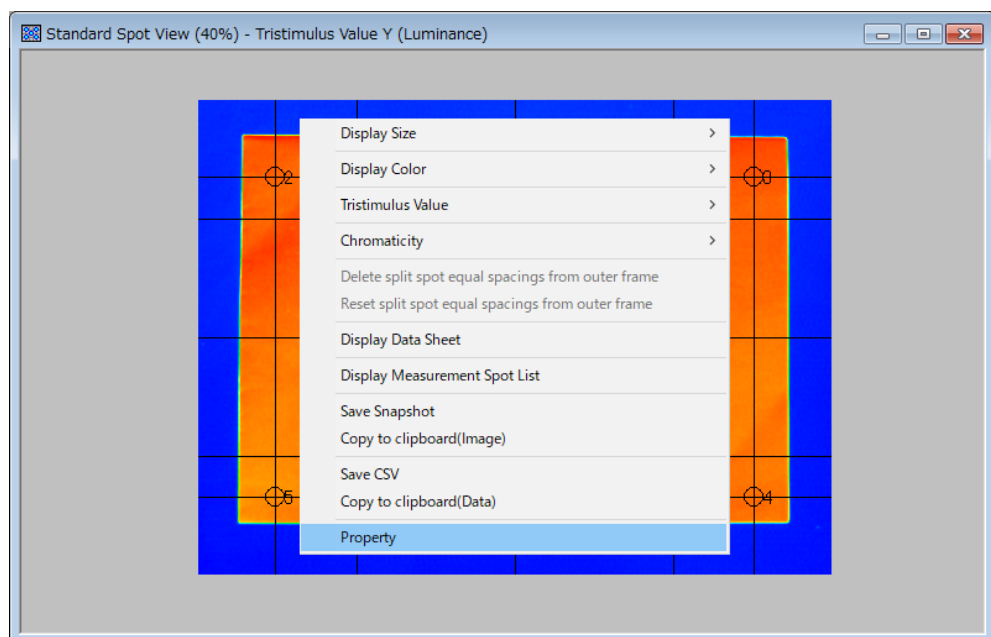 Standard Spot View (40%) - Tristimulus Value Y (Luminance)
Display Size
Display Color
2
3
Tristimulus Value
Chromaticity
Delete split spot equal spacings from outer frame
Reset split spot equal spacings from outer frame
Display Data Sheet
Display Measurement Spot List
Save Snapshot
Copy to clipboard(Image)
Save CSV
5
4
Copy to clipboard(Data)
Property